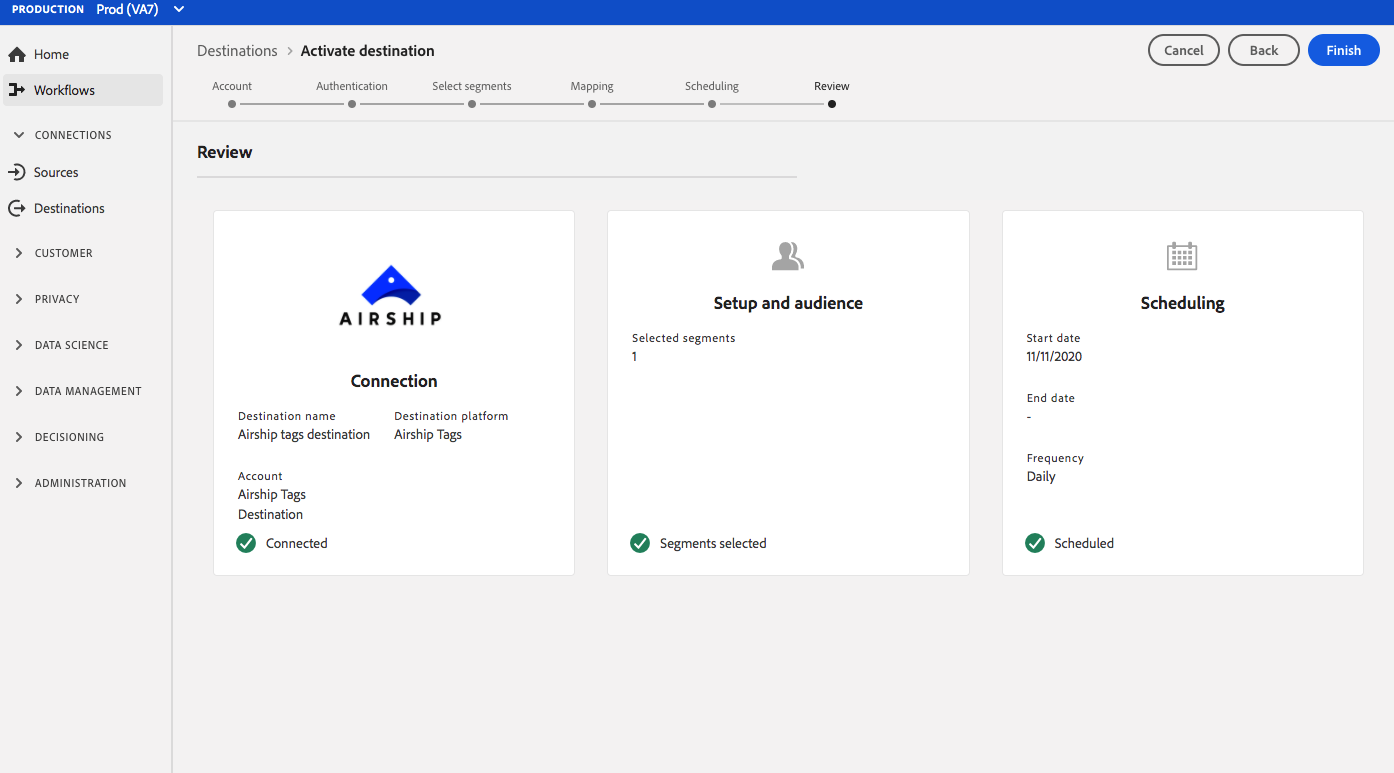 PRODUCTION Prod (VA7)
Home
Workflows
CONNECTIONS
Sources
Destinations
CUSTOMER
PRIVACY
DATA SCIENCE
DATA MANAGEMENT
DECISIONING
ADMINISTRATION
Destinations > Activate destination
Cancel Back Finish
Account Authentication Select segments Mapping Scheduling Review
Review
AIRSHIP
Connection
Destination name Destination platform
Airship tags destination Airship Tags
Account
Airship Tags
Destination
Connected
Setup and audience
Selected segments
1
Segments selected
Scheduling
Start date
11/11/2020
End date
-
Frequency
Daily
Scheduled